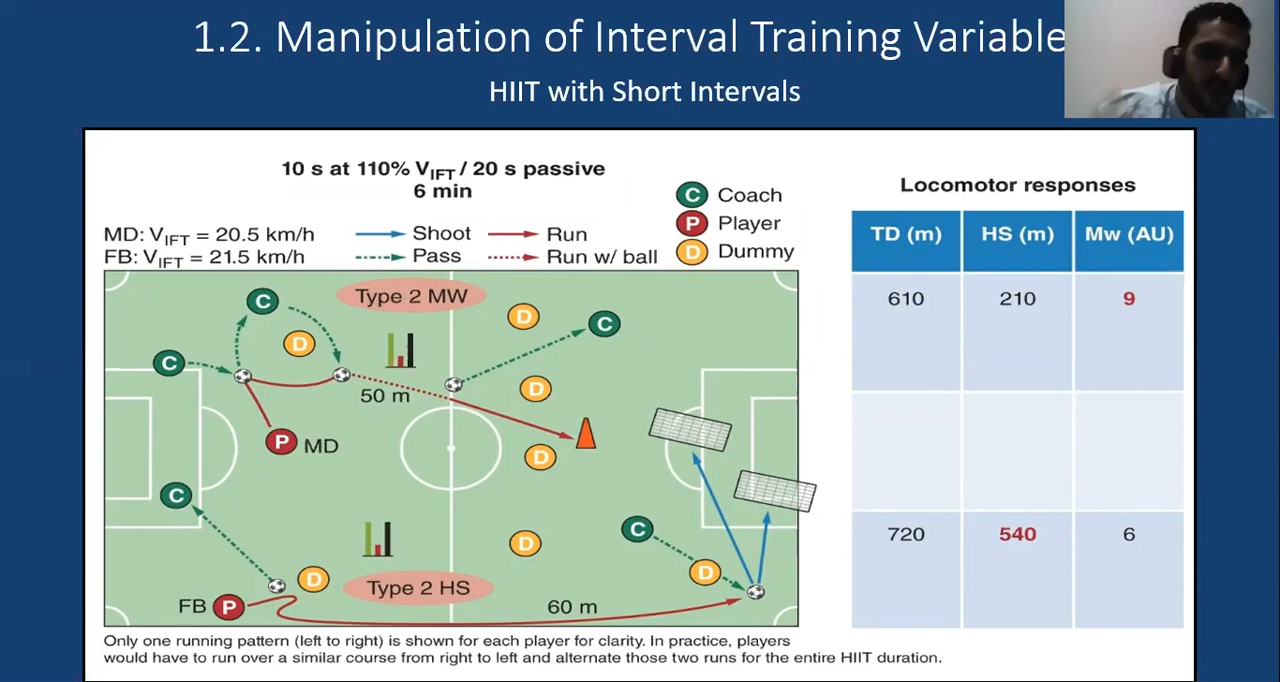 1.2. Manipulation of Interval Training Variable
HIIT with Short Intervals
10 s at 110% VIFT / 20 s passive
6 min
MD: VIFT = 20.5 km/h
FB: VIFT = 21.5 km/h
Shoot
Run
Pass
Run w/ ball
C Coach
P Player
D Dummy
Locomotor responses
TD (m) HS (m) Mw (AU)
610 210 9
720 540 6
Type 2 MW
C
C
D
D
C
50 m
D
P MD
D
C
C
D
D
D
Type 2 HS
FB P
60 m
Only one running pattern (left to right) is shown for each player for clarity. In practice, players
would have to run over a similar course from right to left and alternate those two runs for the entire HIIT duration.